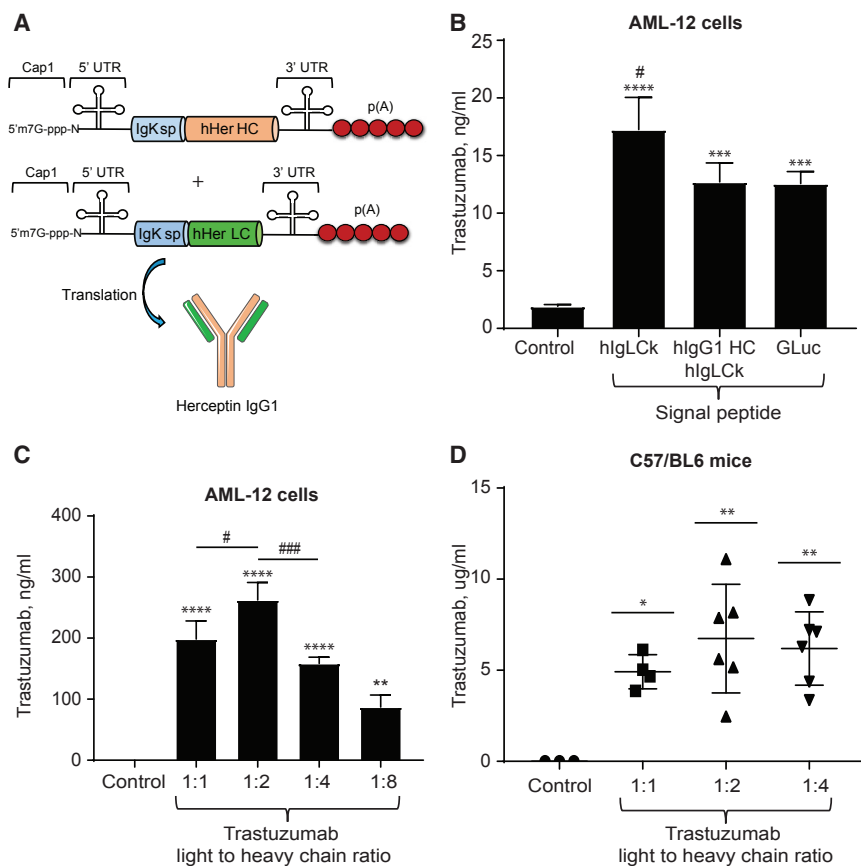 A
Cap1
5' UTR
3' UTR
p(A)
5'm7G-ppp-N
IgK sp
hHer HC
Cap1
5' UTR
+
3' UTR
p(A)
5'm7G-ppp-N
IgK sp
hHer LC
Translation
Herceptin IgG1
B
AML-12 cells
Trastuzumab, ng/ml
25
20
15
10
5
0
#
****
***
***
Control
hIgLCk
hIgG1 HC
hIgLCk
GLuc
Signal peptide
C
AML-12 cells
Trastuzumab, ng/ml
400
300
200
100
0
#
###
****
****
****
**
Control
1:1
1:2
1:4
1:8
Trastuzumab
light to heavy chain ratio
D
C57/BL6 mice
Trastuzumab, ug/ml
15
10
5
0
*
**
**
Control
1:1
1:2
1:4
Trastuzumab
light to heavy chain ratio